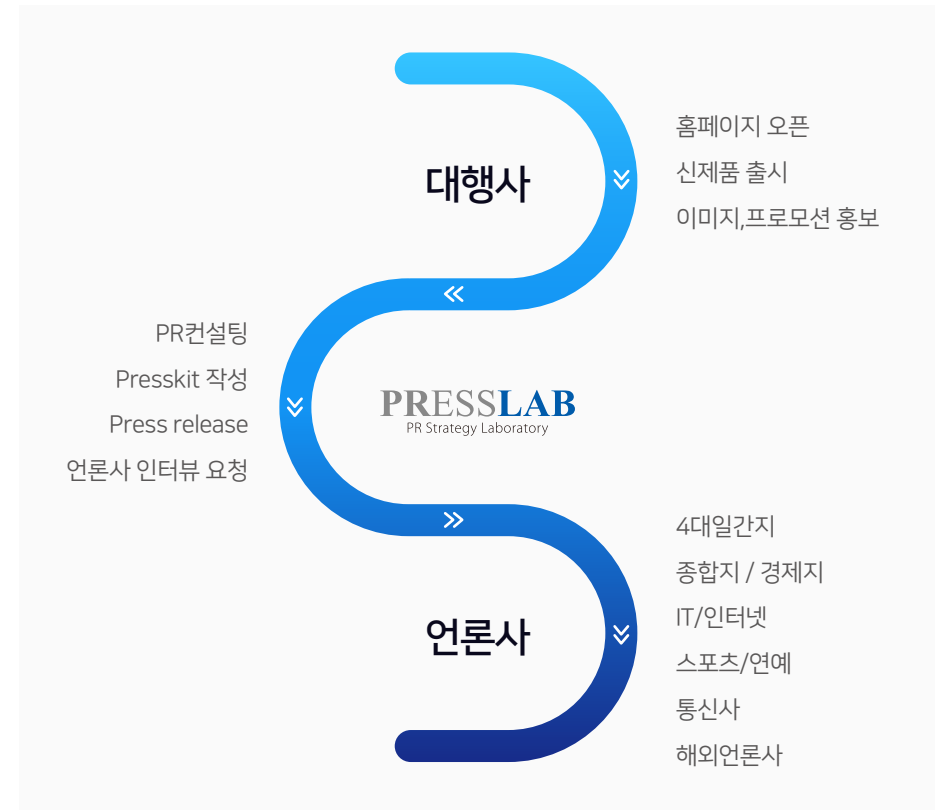 대행사
홈페이지 오픈
신제품 출시
이미지,프로모션 홍보
PR컨설팅
Presskit 작성
Press release
언론사 인터뷰 요청
PRESSLAB
PR Strategy Laboratory
언론사
4대일간지
종합지 / 경제지
IT/인터넷
스포츠/연예
통신사
해외언론사